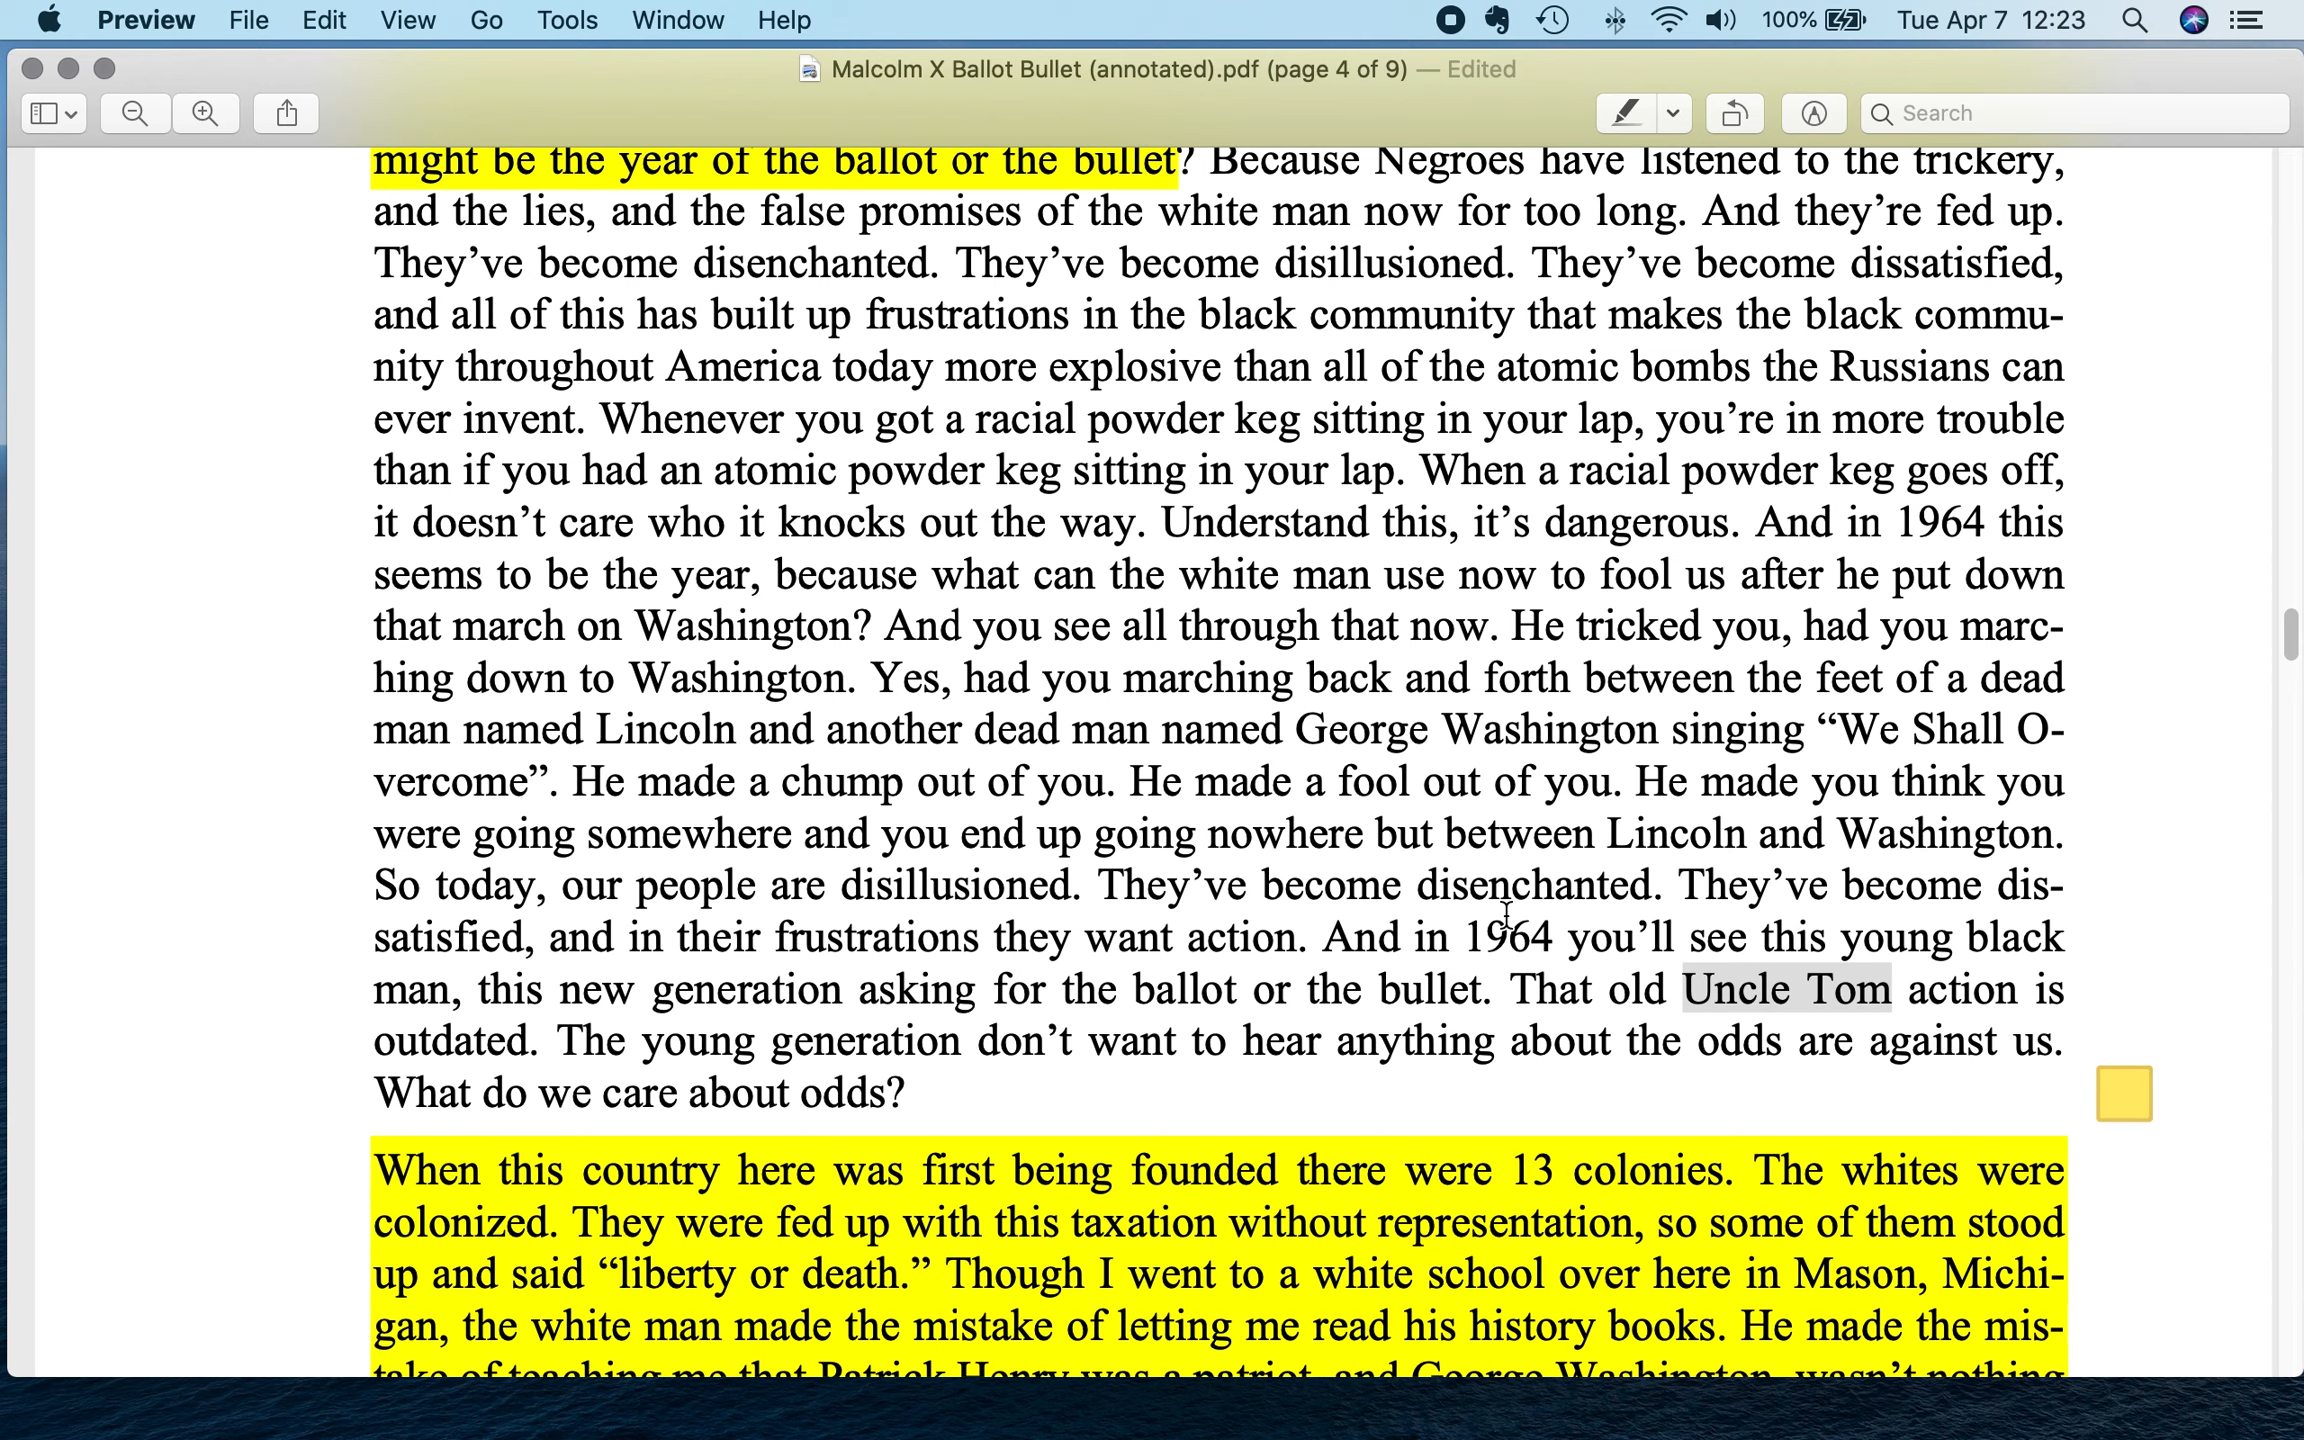 Preview File Edit View Go Tools Window Help 100% Tue Apr 7 12:23
Malcolm X Ballot Bullet (annotated).pdf (page 4 of 9) — Edited
Search
might be the year of the ballot or the bullet? Because Negroes have listened to the trickery,
and the lies, and the false promises of the white man now for too long. And they’re fed up.
They’ve become disenchanted. They’ve become disillusioned. They’ve become dissatisfied,
and all of this has built up frustrations in the black community that makes the black commu-
nity throughout America today more explosive than all of the atomic bombs the Russians can
ever invent. Whenever you got a racial powder keg sitting in your lap, you’re in more trouble
than if you had an atomic powder keg sitting in your lap. When a racial powder keg goes off,
it doesn’t care who it knocks out the way. Understand this, it’s dangerous. And in 1964 this
seems to be the year, because what can the white man use now to fool us after he put down
that march on Washington? And you see all through that now. He tricked you, had you marc-
hing down to Washington. Yes, had you marching back and forth between the feet of a dead
man named Lincoln and another dead man named George Washington singing “We Shall O-
vercome”. He made a chump out of you. He made a fool out of you. He made you think you
were going somewhere and you end up going nowhere but between Lincoln and Washington.
So today, our people are disillusioned. They’ve become disenchanted. They’ve become dis-
satisfied, and in their frustrations they want action. And in 1964 you’ll see this young black
man, this new generation asking for the ballot or the bullet. That old Uncle Tom action is
outdated. The young generation don’t want to hear anything about the odds are against us.
What do we care about odds?
When this country here was first being founded there were 13 colonies. The whites were
colonized. They were fed up with this taxation without representation, so some of them stood
up and said “liberty or death.” Though I went to a white school over here in Mason, Michi-
gan, the white man made the mistake of letting me read his history books. He made the mis-
take of teaching me that Patrick Henry was a patriot, and George Washington, wasn’t nothing